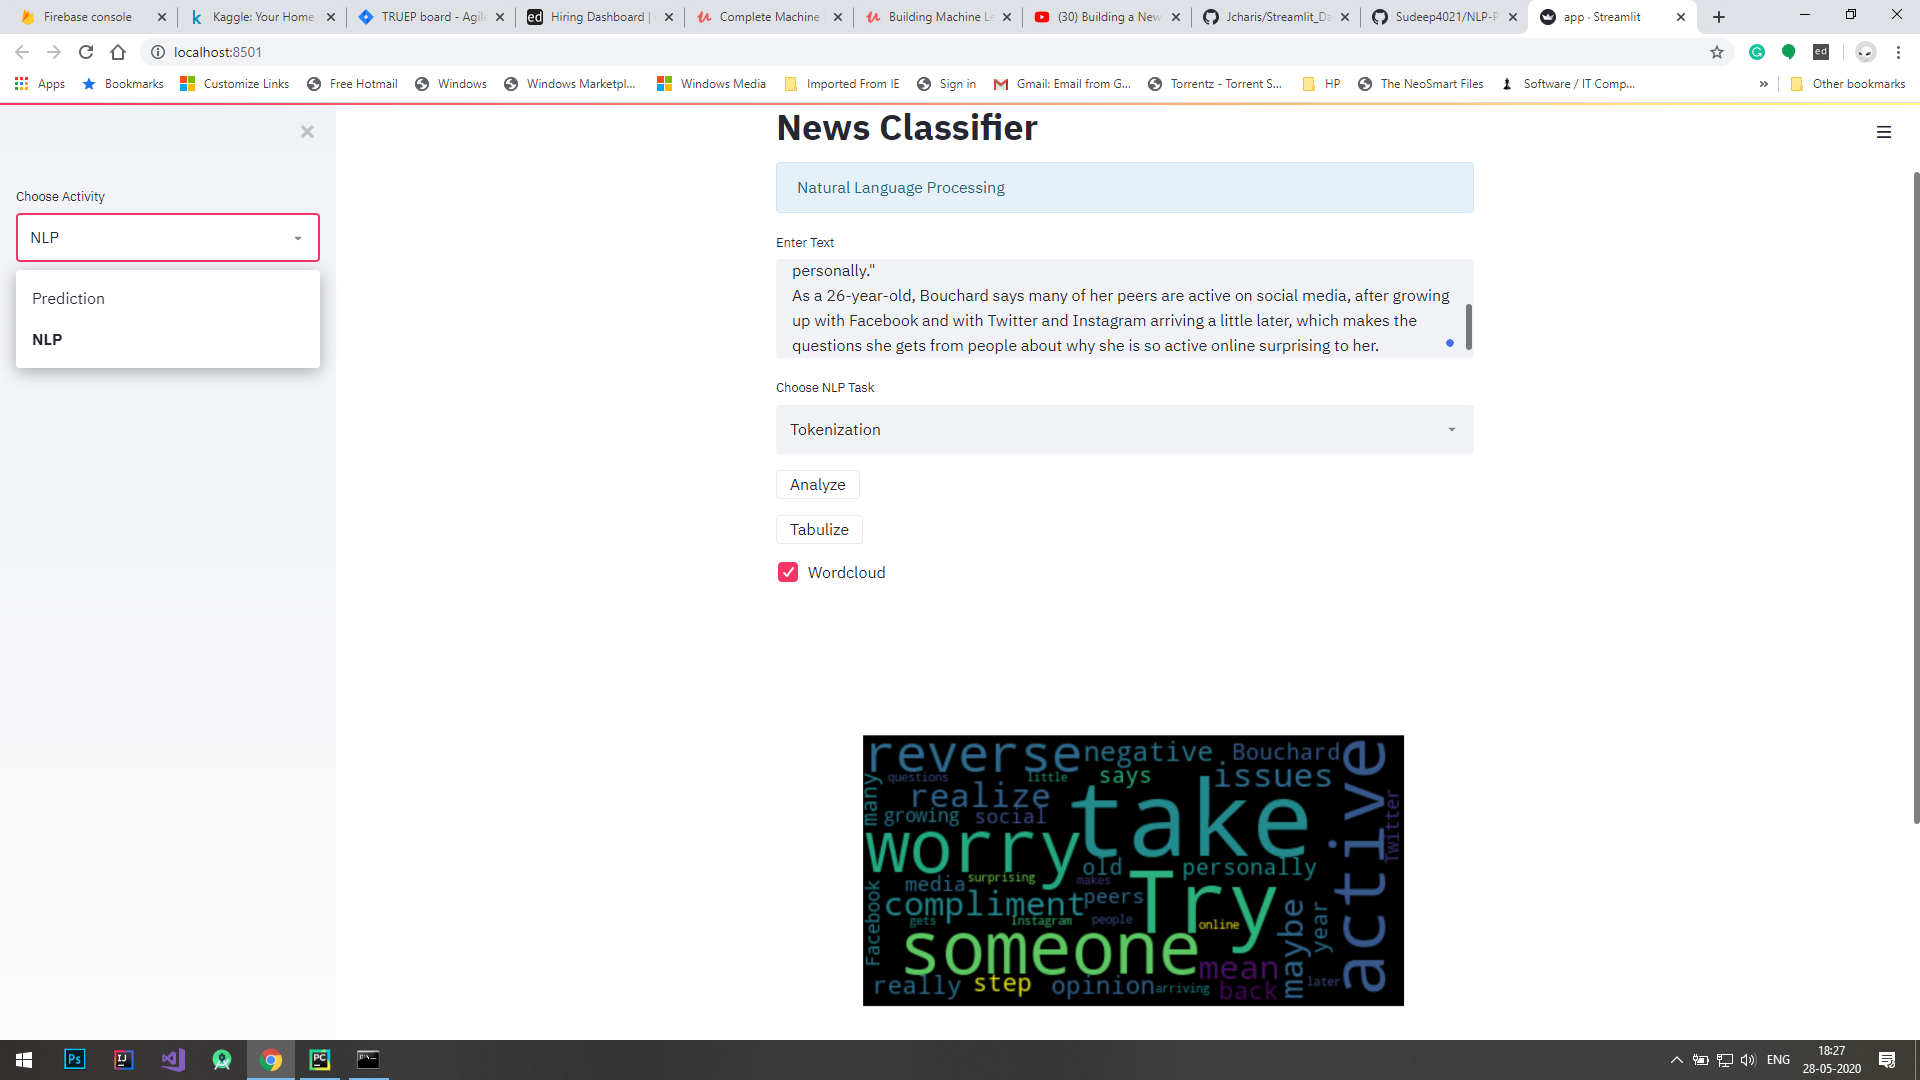 Firebase console
Kaggle: Your Home
TRUEP board - Agile
ed Hiring Dashboard |
Complete Machine
Building Machine Le
(30) Building a New
Jcharis/Streamlit_Da
Sudeep4021/NLP-P
app · Streamlit
localhost:8501
ed
Apps
Bookmarks
Customize Links
Free Hotmail
Windows
Windows Marketpl...
Windows Media
Imported From IE
Sign in
Gmail: Email from G...
Torrentz - Torrent S...
HP
The NeoSmart Files
Software / IT Comp...
»
Other bookmarks
Choose Activity
NLP
Prediction
NLP
News Classifier
Natural Language Processing
Enter Text
personally."
As a 26-year-old, Bouchard says many of her peers are active on social media, after growing
up with Facebook and with Twitter and Instagram arriving a little later, which makes the
questions she gets from people about why she is so active online surprising to her.
Choose NLP Task
Tokenization
Analyze
Tabulize
Wordcloud
reverse
negative
Bouchard
active
questions
little
says
issues
many
realize
take
Twitter
growing
social
worry
old
personally
media
surprising
makes
Try
Facebook
compliment
peers
gets
Instagram
people
online
maybe
year
someone
mean
really
step
opinion
arriving
back
later
Ps
IJ
PC
C:\.
ENG
18:27
28-05-2020